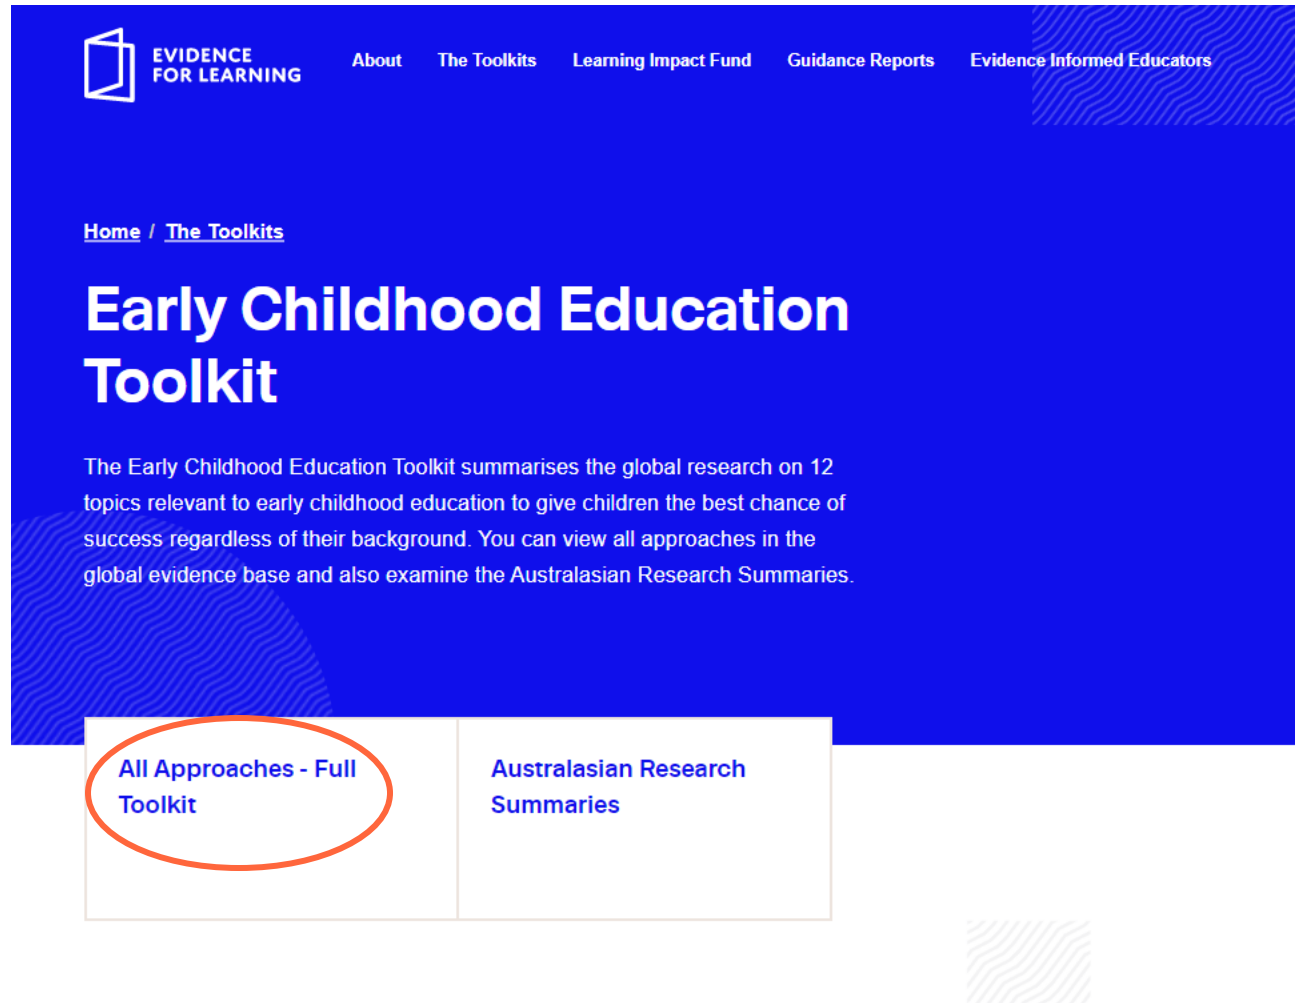 EVIDENCE
FOR LEARNING
About
The Toolkits
Learning Impact Fund
Guidance Reports
Evidence Informed Educators
Home / The Toolkits
Early Childhood Education
Toolkit
The Early Childhood Education Toolkit summarises the global research on 12
topics relevant to early childhood education to give children the best chance of
success regardless of their background. You can view all approaches in the
global evidence base and also examine the Australasian Research Summaries.
All Approaches - Full
Toolkit
Australasian Research
Summaries